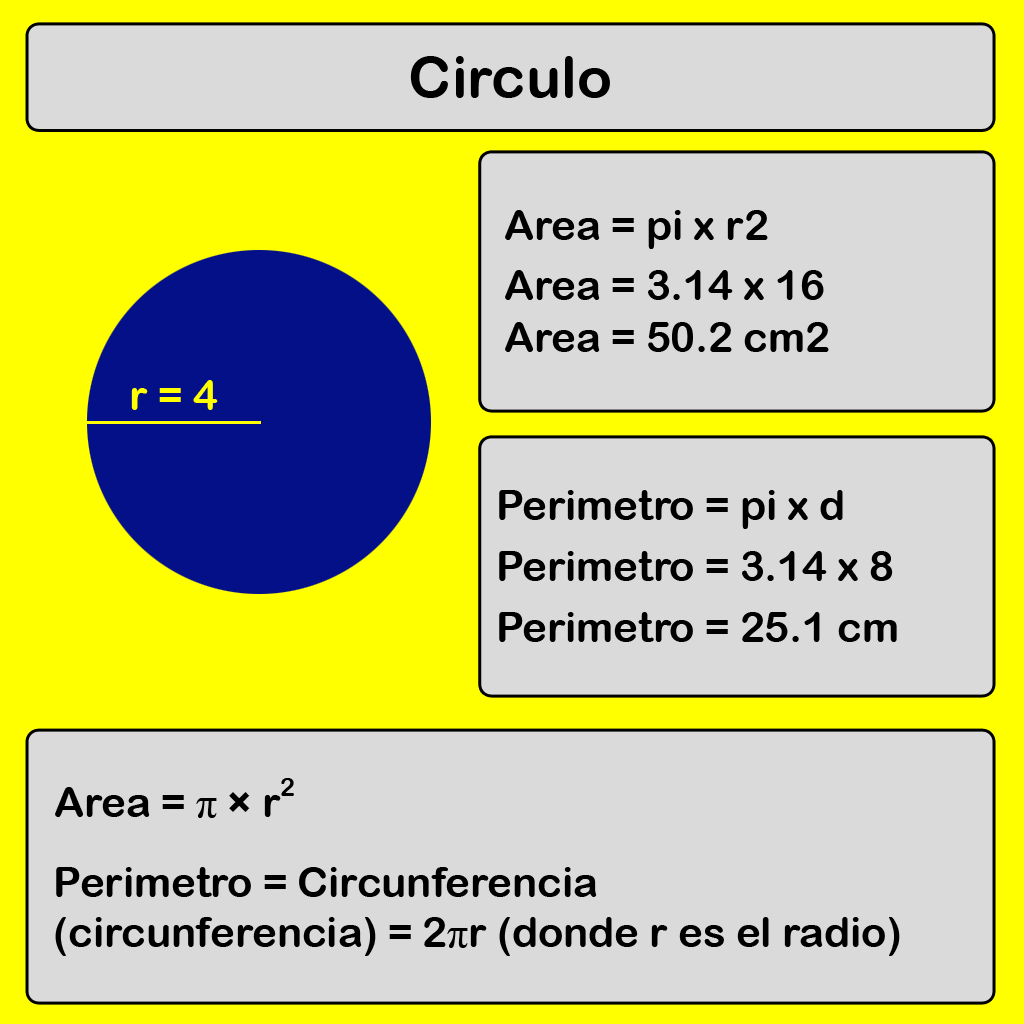 Circulo
r = 4
Area = pi x r2
Area = 3.14 x 16
Area = 50.2 cm2
Perimetro = pi x d
Perimetro = 3.14 x 8
Perimetro = 25.1 cm
Area = π × r²
Perimetro = Circunferencia
(circunferencia) = 2πr (donde r es el radio)